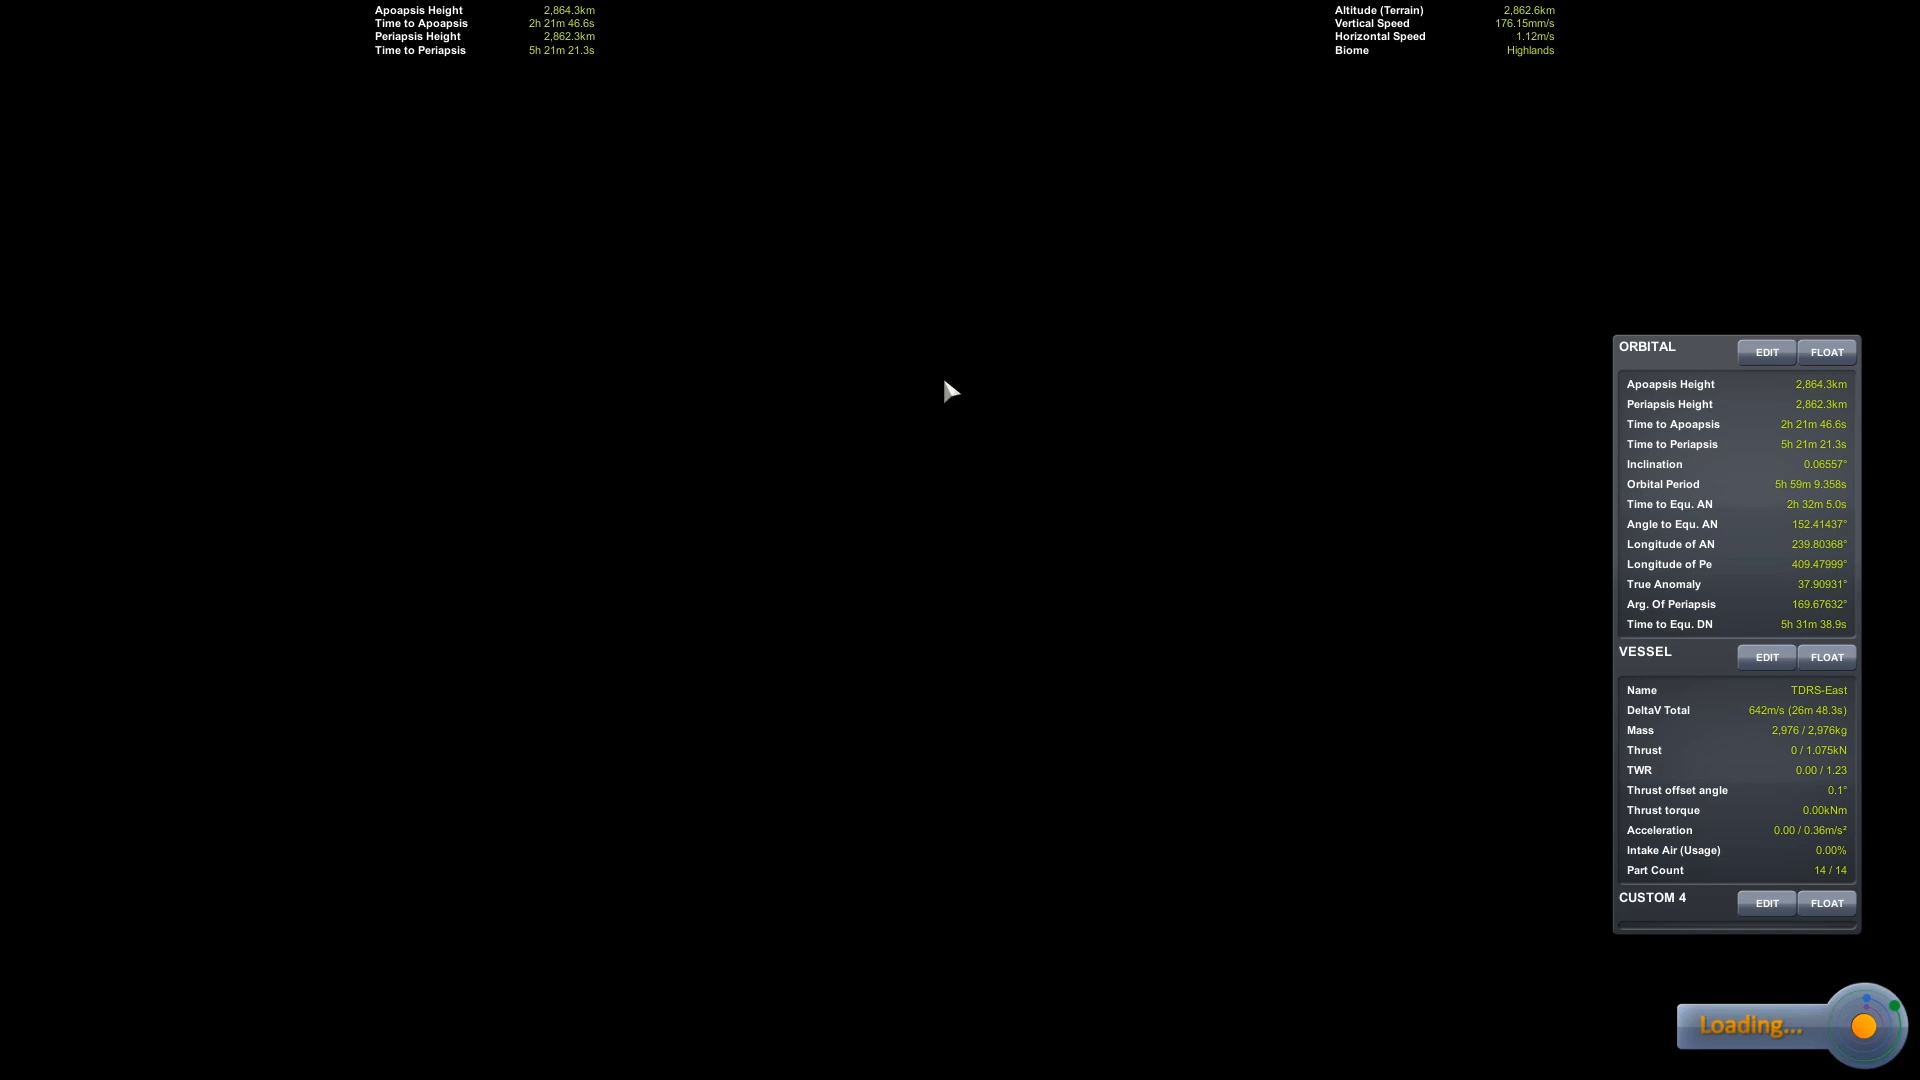 Apoapsis Height 2,864.3km
Time to Apoapsis 2h 21m 46.6s
Periapsis Height 2,862.3km
Time to Periapsis 5h 21m 21.3s
Altitude (Terrain) 2,862.6km
Vertical Speed 176.15mm/s
Horizontal Speed 1.12m/s
Biome Highlands
ORBITAL EDIT FLOAT
Apoapsis Height 2,864.3km
Periapsis Height 2,862.3km
Time to Apoapsis 2h 21m 46.6s
Time to Periapsis 5h 21m 21.3s
Inclination 0.06557°
Orbital Period 5h 59m 9.358s
Time to Equ. AN 2h 32m 5.0s
Angle to Equ. AN 152.41437°
Longitude of AN 239.80368°
Longitude of Pe 409.47999°
True Anomaly 37.90931°
Arg. Of Periapsis 169.67632°
Time to Equ. DN 5h 31m 38.9s
VESSEL EDIT FLOAT
Name TDRS-East
DeltaV Total 642m/s (26m 48.3s)
Mass 2,976 / 2,976kg
Thrust 0 / 1.075kN
TWR 0.00 / 1.23
Thrust offset angle 0.1°
Thrust torque 0.00kNm
Acceleration 0.00 / 0.36m/s²
Intake Air (Usage) 0.00%
Part Count 14 / 14
CUSTOM 4 EDIT FLOAT
Loading...